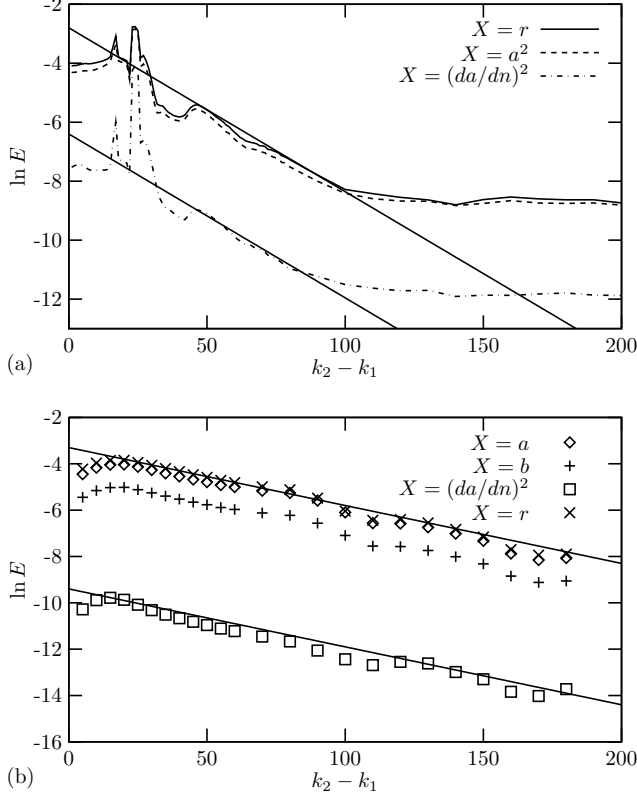 -2
-4
-6
-8
-10
-12
ln E
X = r
X = a²
X = (da/dn)²
0
50
100
150
200
k₂ − k₁
(a)
-2
-4
-6
-8
-10
-12
-14
-16
ln E
X = a
X = b
X = (da/dn)²
X = r
0
50
100
150
200
k₂ − k₁
(b)